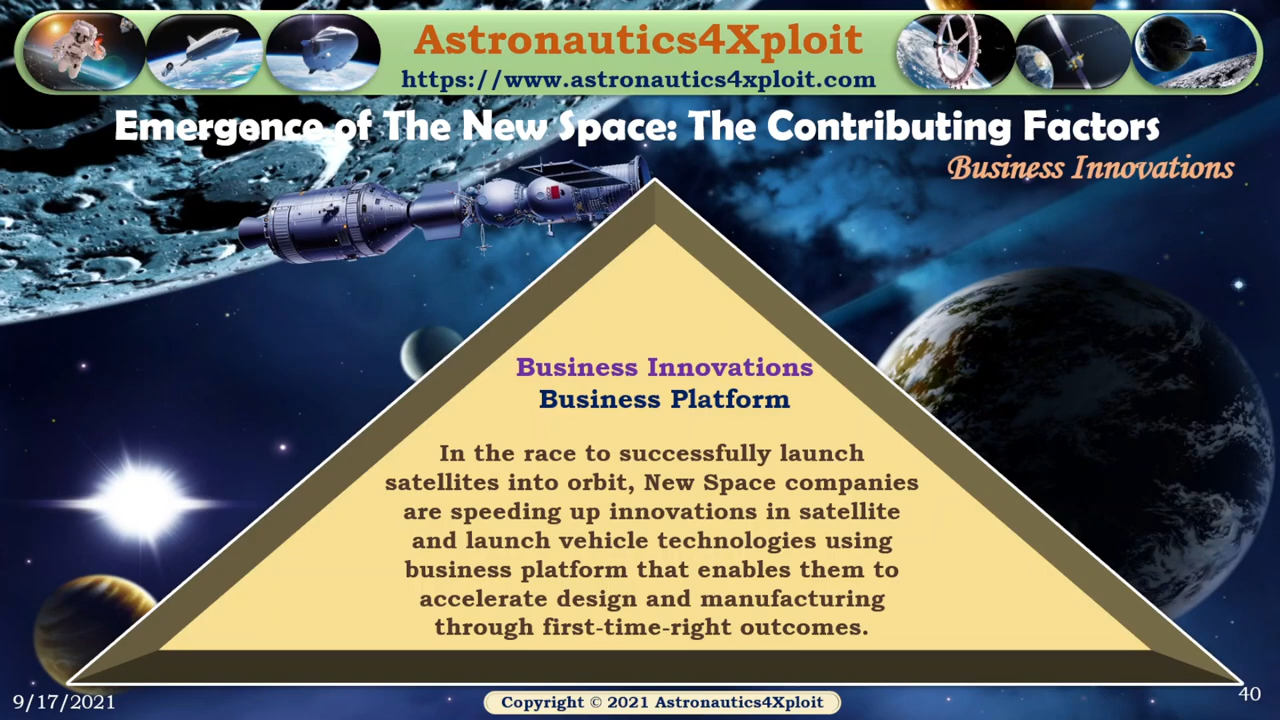 Astronautics4Xploit
https://www.astronautics4xploit.com
Emergence of The New Space: The Contributing Factors
Business Innovations
Business Innovations
Business Platform
In the race to successfully launch
satellites into orbit, New Space companies
are speeding up innovations in satellite
and launch vehicle technologies using
business platform that enables them to
accelerate design and manufacturing
through first-time-right outcomes.
9/17/2021
Copyright © 2021 Astronautics4Xploit
40